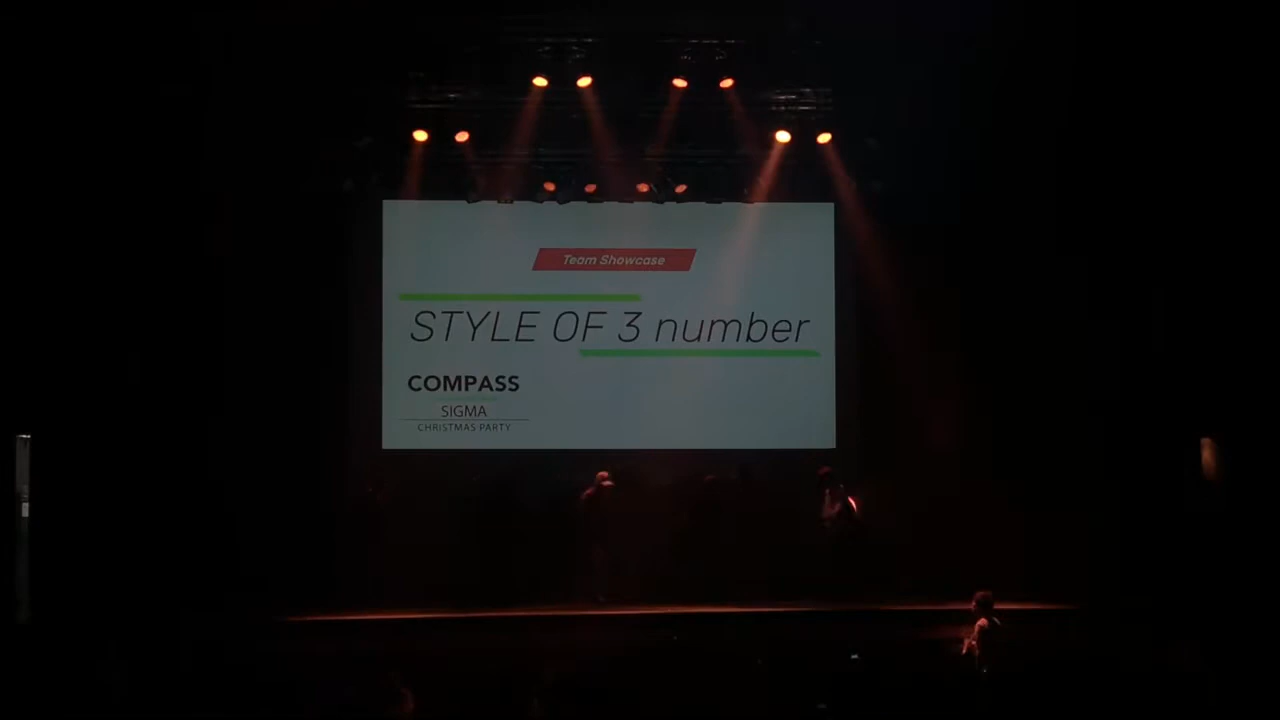 Team Showcase
STYLE OF 3 number
COMPASS
SIGMA
CHRISTMAS PARTY